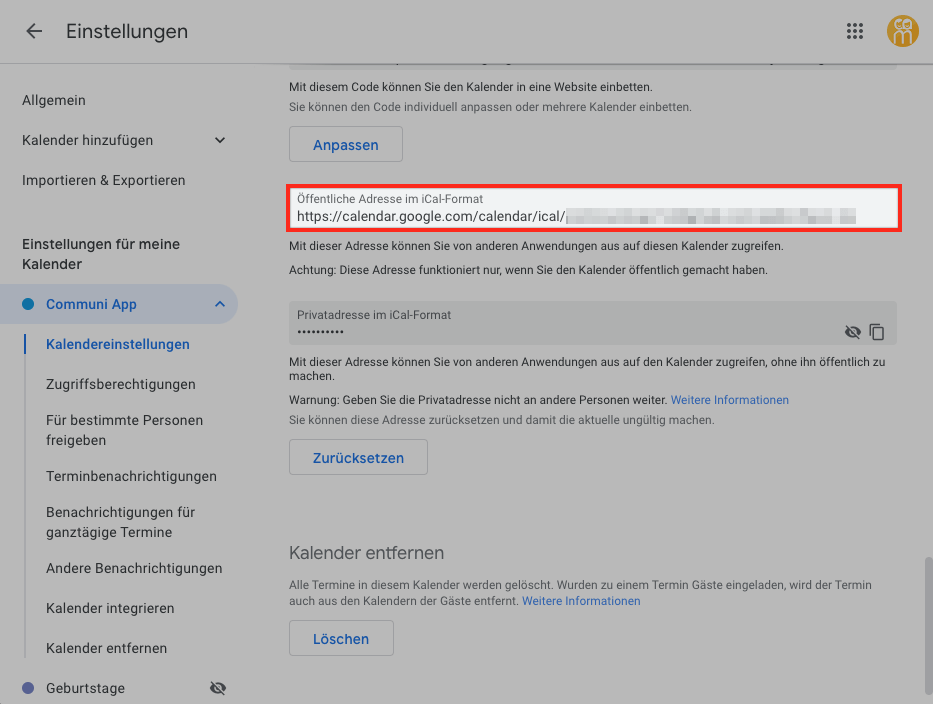 Einstellungen
Allgemein
Kalender hinzufügen
Importieren & Exportieren
Einstellungen für meine
Kalender
Communi App
Kalendereinstellungen
Zugriffsberechtigungen
Für bestimmte Personen
freigeben
Terminbenachrichtigungen
Benachrichtigungen für
ganztägige Termine
Andere Benachrichtigungen
Kalender integrieren
Kalender entfernen
Geburtstage
Mit diesem Code können Sie den Kalender in eine Website einbetten.
Sie können den Code individuell anpassen oder mehrere Kalender einbetten.
Anpassen
Öffentliche Adresse im iCal-Format
https://calendar.google.com/calendar/ical/
Mit dieser Adresse können Sie von anderen Anwendungen aus auf diesen Kalender zugreifen.
Achtung: Diese Adresse funktioniert nur, wenn Sie den Kalender öffentlich gemacht haben.
Privatadresse im iCal-Format
••••••••••
Mit dieser Adresse können Sie von anderen Anwendungen aus auf den Kalender zugreifen, ohne ihn öffentlich zu
machen.
Warnung: Geben Sie die Privatadresse nicht an andere Personen weiter. Weitere Informationen
Sie können diese Adresse zurücksetzen und damit die aktuelle ungültig machen.
Zurücksetzen
Kalender entfernen
Alle Termine in diesem Kalender werden gelöscht. Wurden zu einem Termin Gäste eingeladen, wird der Termin
auch aus den Kalendern der Gäste entfernt. Weitere Informationen
Löschen